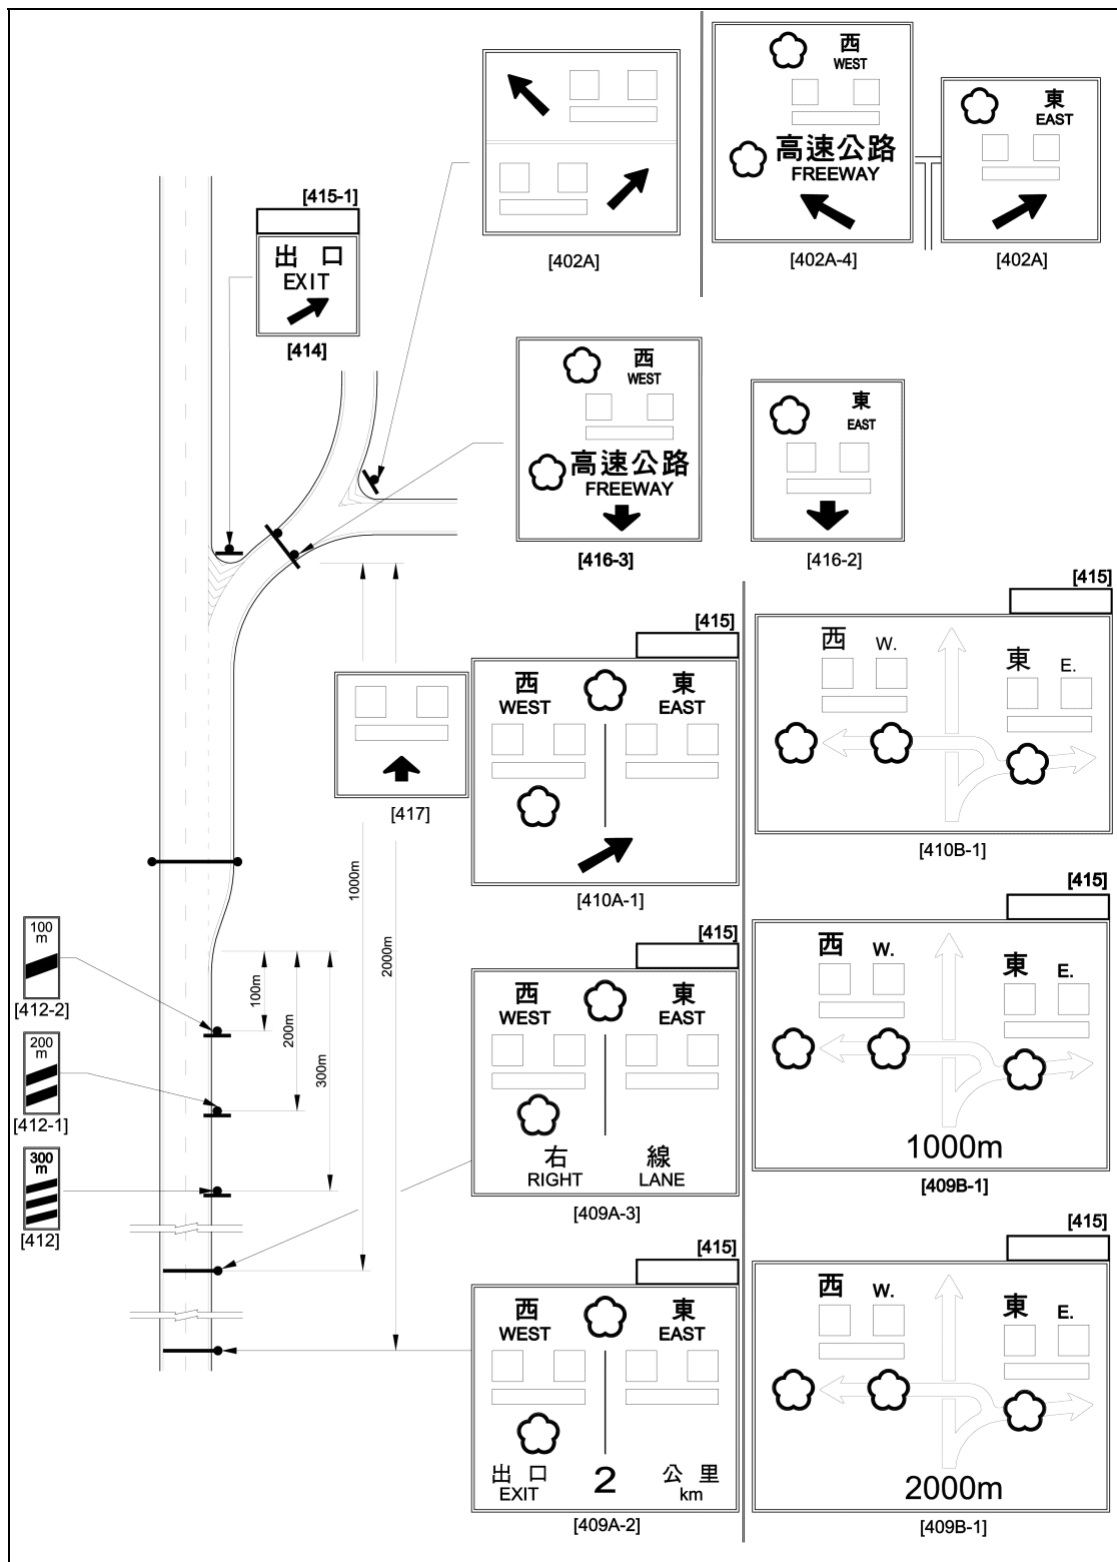 西
WEST
高速公路
FREEWAY
東
EAST
[402A]
[402A-4]
[402A]
[415-1]
出 口
EXIT
[414]
西
WEST
高速公路
FREEWAY
[416-3]
東
EAST
[416-2]
[417]
[415]
西
WEST
東
EAST
[410A-1]
[415]
西 W.
東 E.
[410B-1]
1000m
2000m
100m
200m
300m
100
m
[412-2]
200
m
[412-1]
300
m
[412]
[415]
西
WEST
東
EAST
右
RIGHT
線
LANE
[409A-3]
[415]
西 W.
東 E.
1000m
[409B-1]
[415]
西
WEST
東
EAST
出 口
EXIT
2
公 里
km
[409A-2]
[415]
西 W.
東 E.
2000m
[409B-1]